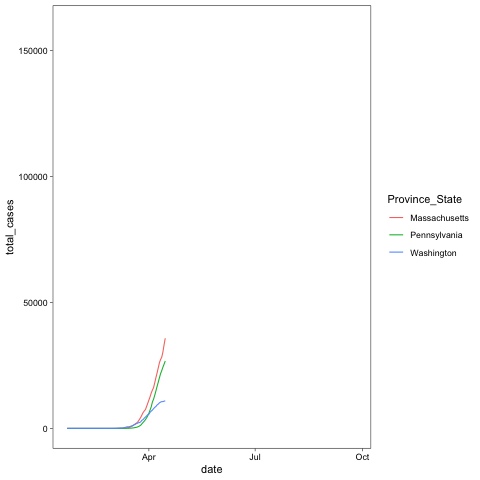 150000
100000
50000
0
total_cases
Apr
Jul
Oct
date
Province_State
Massachusetts
Pennsylvania
Washington